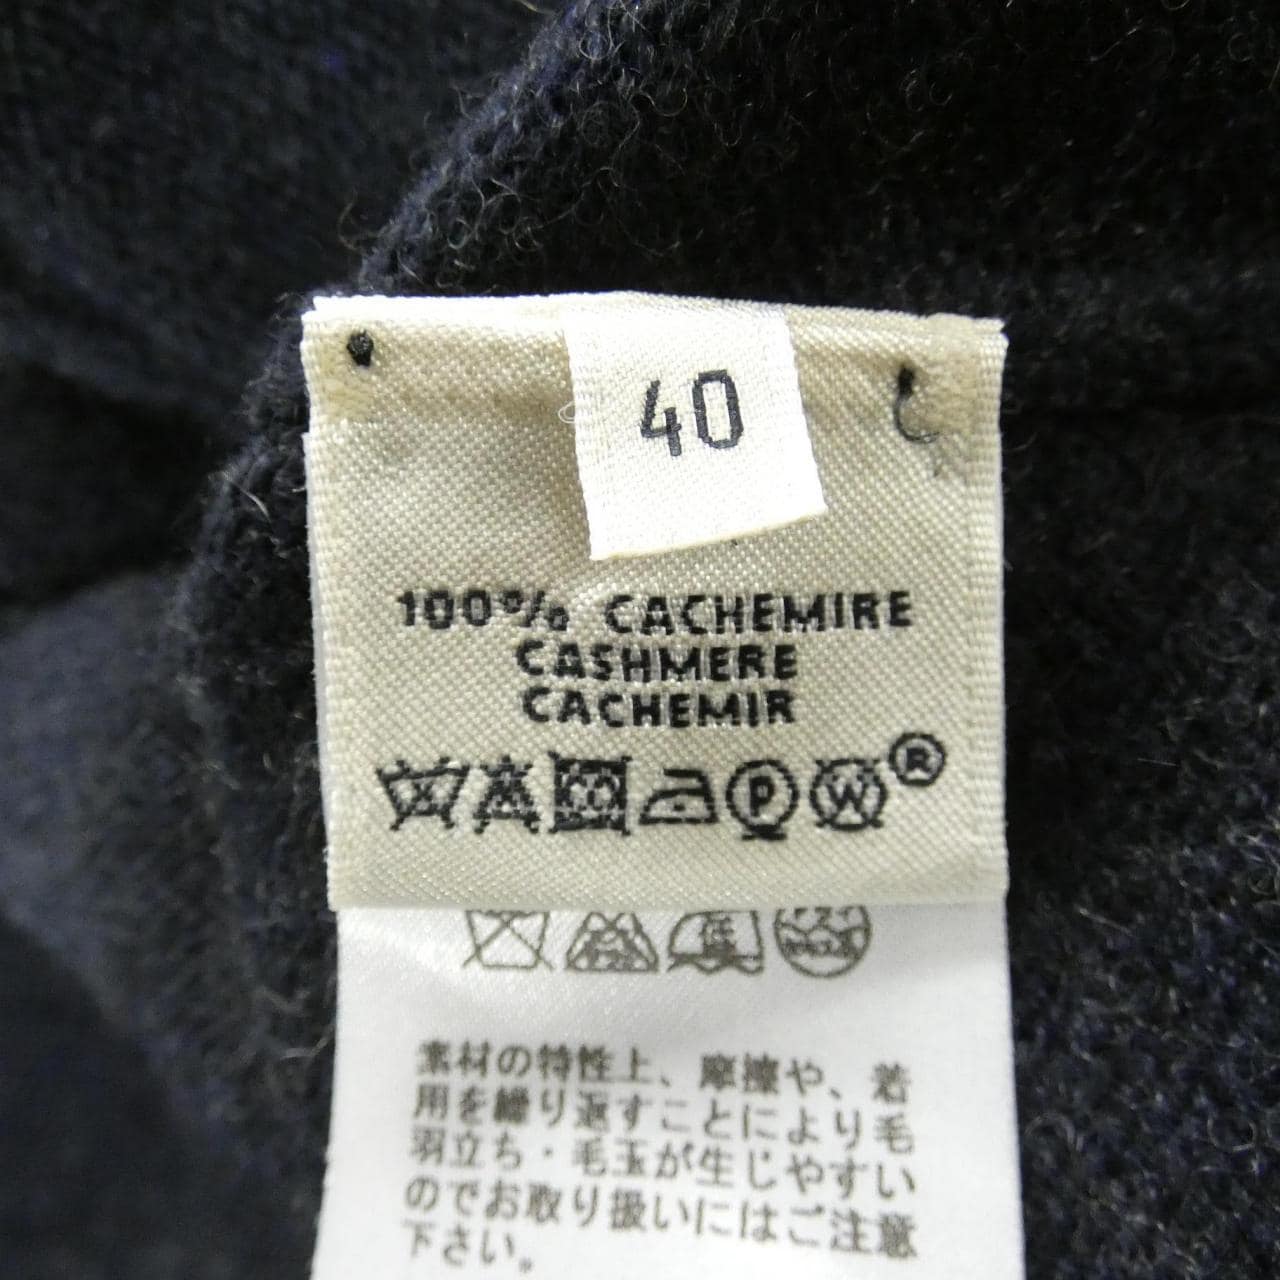 40
100% CACHEMIRE
CASHMERE
CACHEMIR
P W ®
素材の特性上、摩擦や、着
用を繰り返すことにより毛
羽立ち・毛玉が生じやすい
のでお取り扱いにはご注意
下さい。